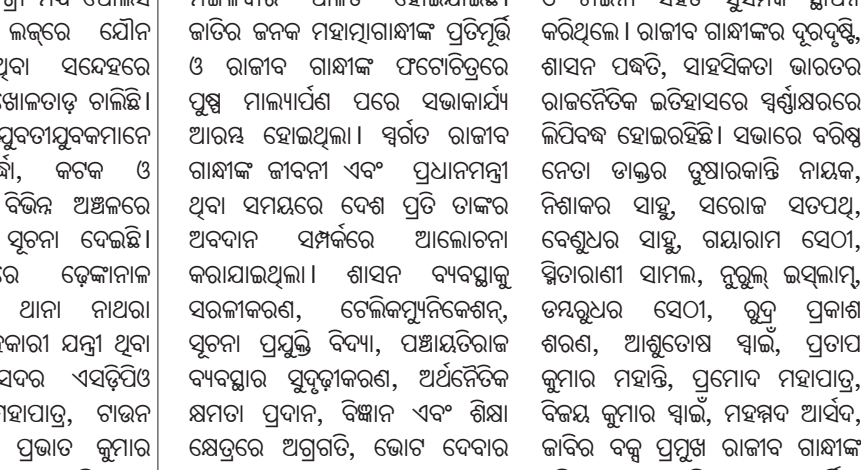 ଲଜ୍‌ରେ ଯୌନ
ସନ୍ଦେହରେ
ଚାଲିଛି।
ଯୁବତୀଯୁବକମାନେ
କଟକ ଓ
ବିଭିନ୍ନ ଅଞ୍ଚଳରେ
ସୂଚନା ଦେଇଛି।
ଢ଼େଙ୍କାନାଳ
ଥାନା ନାଥରା
ଯନ୍ତ୍ରୀ ଥିବା
ସଦର ଏସଡ଼ିପିଓ
ମହାପାତ୍ର, ଟାଉନ
ପ୍ରଭାତ କୁମାର
ଜାତିର ଜନକ ମହାତ୍ମାଗାନ୍ଧୀଙ୍କ ପ୍ରତିମୂର୍ତ୍ତି
ଓ ରାଜୀବ ଗାନ୍ଧୀଙ୍କ ଫଟୋଚିତ୍ରରେ
ପୁଷ୍ପ ମାଲ୍ୟାର୍ପଣ ପରେ ସଭାକାର୍ଯ୍ୟ
ଆରମ୍ଭ ହୋଇଥିଲା। ସ୍ବର୍ଗତ ରାଜୀବ
ଗାନ୍ଧୀଙ୍କ ଜୀବନୀ ଏବଂ ପ୍ରଧାନମନ୍ତ୍ରୀ
ଥିବା ସମୟରେ ଦେଶ ପ୍ରତି ତାଙ୍କର
ଅବଦାନ ସମ୍ପର୍କରେ ଆଲୋଚନା
କରାଯାଇଥିଲା। ଶାସନ ବ୍ୟବସ୍ଥାକୁ
ସରଳୀକରଣ, ଟେଲିକମ୍ୟୁନିକେଶନ୍,
ସୂଚନା ପ୍ରଯୁକ୍ତି ବିଦ୍ୟା, ପଞ୍ଚାୟତିରାଜ
ବ୍ୟବସ୍ଥାର ସୁଦୃଢ଼ୀକରଣ, ଅର୍ଥନୈତିକ
କ୍ଷମତା ପ୍ରଦାନ, ବିଜ୍ଞାନ ଏବଂ ଶିକ୍ଷା
କ୍ଷେତ୍ରରେ ଅଗ୍ରଗତି, ଭୋଟ ଦେବାର
କରିଥିଲେ। ରାଜୀବ ଗାନ୍ଧୀଙ୍କର ଦୂରଦୃଷ୍ଟି,
ଶାସନ ପଦ୍ଧତି, ସାହସିକତା ଭାରତର
ରାଜନୈତିକ ଇତିହାସରେ ସ୍ବର୍ଣ୍ଣାକ୍ଷରରେ
ଲିପିବଦ୍ଧ ହୋଇରହିଛି। ସଭାରେ ବରିଷ୍ଠ
ନେତା ଡାକ୍ତର ତୁଷାରକାନ୍ତି ନାୟକ,
ନିଶାକର ସାହୁ, ସରୋଜ ସତପଥି,
ବେଣୁଧର ସାହୁ, ଗୟାରାମ ସେଠୀ,
ସ୍ମିତାରାଣୀ ସାମଲ, ନୁରୁଲ୍ ଇସ୍‌ଲାମ୍,
ଡମ୍ବରୁଧର ସେଠୀ, ରୁଦ୍ର ପ୍ରକାଶ
ଶରଣ, ଆଶୁତୋଷ ସ୍ବାଇଁ, ପ୍ରତାପ
କୁମାର ମହାନ୍ତି, ପ୍ରମୋଦ ମହାପାତ୍ର,
ବିଜୟ କୁମାର ସ୍ବାଇଁ, ମହମ୍ମଦ ଆର୍ସଦ,
ଜାବିର ବକ୍ସ ପ୍ରମୁଖ ରାଜୀବ ଗାନ୍ଧୀଙ୍କ